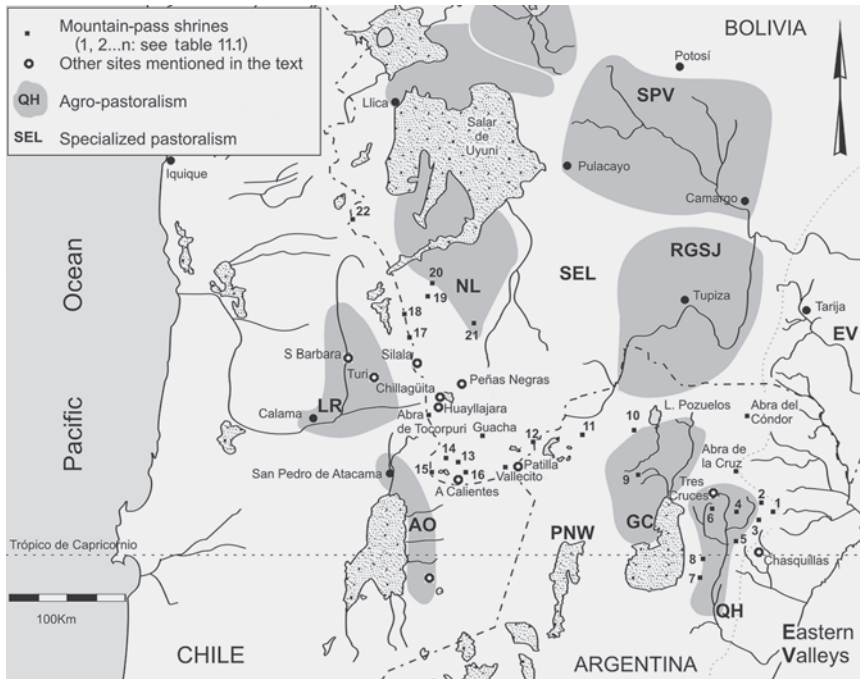 Mountain-pass shrines
(1, 2...n: see table 11.1)
Other sites mentioned in the text
QH Agro-pastoralism
SEL Specialized pastoralism
BOLIVIA
Potosí
SPV
Llica
Salar
de
Uyuni
Iquique
Pulacayo
Camargo
22
Ocean
RGSJ
20
NL
SEL
19
Tupiza
18
Tarija
17
21
EV
S Barbara
Silala
Turi
Peñas Negras
Chillagüita
LR
Huayllajara
Calama
Abra
de Tocorpuri
Guacha
11
10
L. Pozuelos
Abra del
Cóndor
Pacific
12
14
13
Abra de
la Cruz
San Pedro de Atacama
15
16
Patilla
Vallecito
9
A Calientes
Tres
Cruces
2
1
4
6
3
AO
GC
PNW
5
Trópico de Capricornio
8
Chasquillas
7
100Km
QH
Eastern
Valleys
CHILE
ARGENTINA